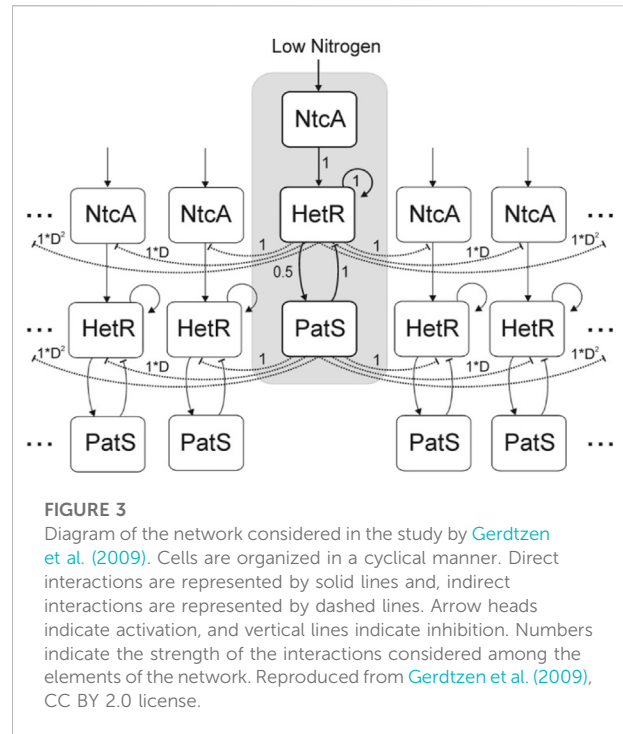 Low Nitrogen
NtcA
1
... NtcA NtcA HetR 1 NtcA NtcA ...
1*D² 1*D 1 1 1*D 1*D²
0.5 1
... HetR HetR PatS HetR HetR ...
1*D² 1*D 1 1 1*D 1*D²
... PatS PatS PatS PatS ...
FIGURE 3
Diagram of the network considered in the study by Gerdtzen
et al. (2009). Cells are organized in a cyclical manner. Direct
interactions are represented by solid lines and, indirect
interactions are represented by dashed lines. Arrow heads
indicate activation, and vertical lines indicate inhibition. Numbers
indicate the strength of the interactions considered among the
elements of the network. Reproduced from Gerdtzen et al. (2009),
CC BY 2.0 license.